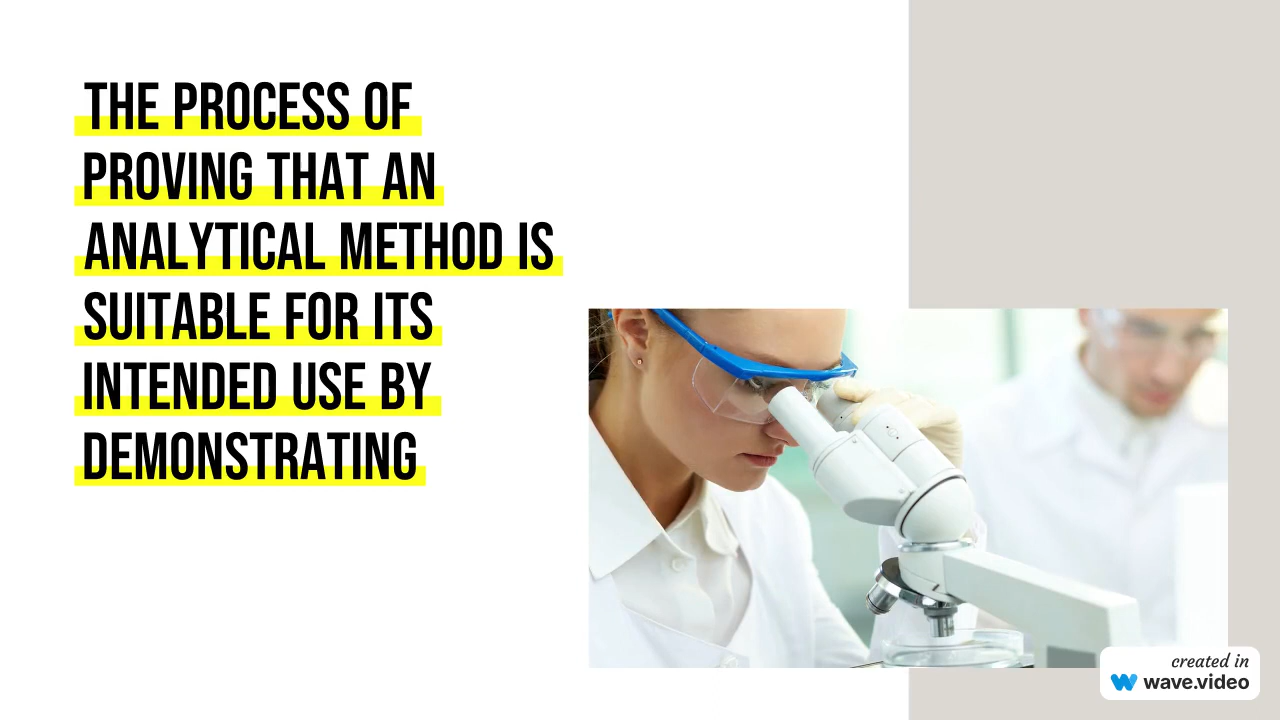 THE PROCESS OF
PROVING THAT AN
ANALYTICAL METHOD IS
SUITABLE FOR ITS
INTENDED USE BY
DEMONSTRATING
created in
wave.video